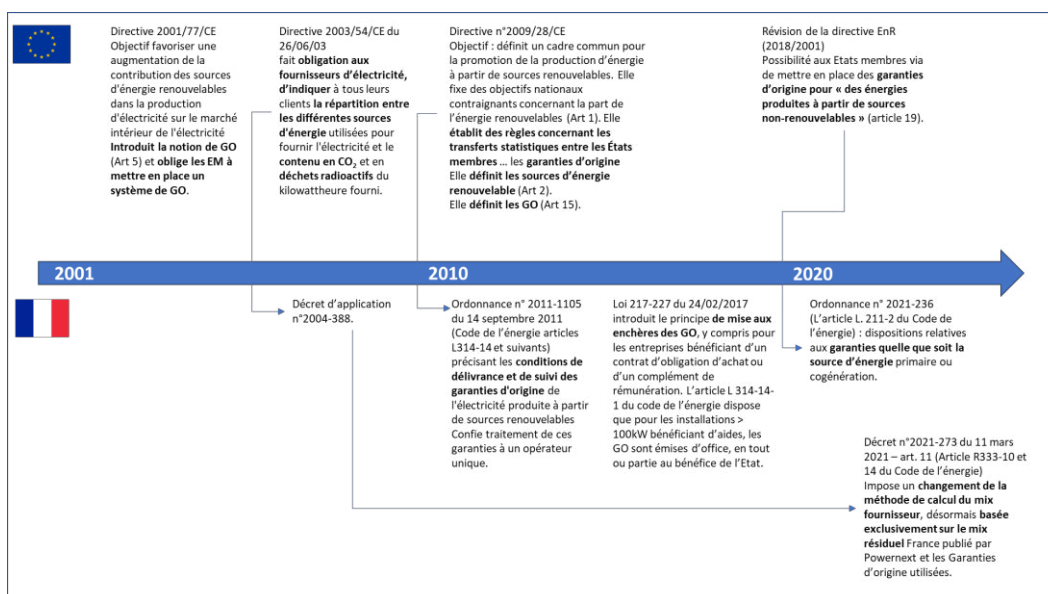 Directive 2001/77/CE
Objectif favoriser une
augmentation de la
contribution des sources
d'énergie renouvelables
dans la production
d'électricité sur le marché
intérieur de l'électricité
Introduit la notion de GO
(Art 5) et oblige les EM à
mettre en place un
système de GO.
Directive 2003/54/CE du
26/06/03
fait obligation aux
fournisseurs d'électricité,
d'indiquer à tous leurs
clients la répartition entre
les différentes sources
d'énergie utilisées pour
fournir l'électricité et le
contenu en CO₂ et en
déchets radioactifs du
kilowattheure fourni.
Directive n°2009/28/CE
Objectif : définit un cadre commun pour
la promotion de la production d'énergie
à partir de sources renouvelables. Elle
fixe des objectifs nationaux
contraignants concernant la part de
l'énergie renouvelables (Art 1). Elle
établit des règles concernant les
transferts statistiques entre les États
membres ... les garanties d'origine
Elle définit les sources d'énergie
renouvelable (Art 2).
Elle définit les GO (Art 15).
Révision de la directive EnR
(2018/2001)
Possibilité aux Etats membres via
de mettre en place des garanties
d'origine pour « des énergies
produites à partir de sources
non-renouvelables » (article 19).
2001
2010
2020
Décret d'application
n°2004-388.
Ordonnance n° 2011-1105
du 14 septembre 2011
(Code de l'énergie articles
L314-14 et suivants)
précisant les conditions de
délivrance et de suivi des
garanties d'origine de
l'électricité produite à partir
de sources renouvelables
Confie traitement de ces
garanties à un opérateur
unique.
Loi 217-227 du 24/02/2017
introduit le principe de mise aux
enchères des GO, y compris pour
les entreprises bénéficiant d'un
contrat d'obligation d'achat ou
d'un complément de
rémunération. L'article L 314-14-
1 du code de l'énergie dispose
que pour les installations >
100kW bénéficiant d'aides, les
GO sont émises d'office, en tout
ou partie au bénéfice de l'Etat.
Ordonnance n° 2021-236
(L'article L. 211-2 du Code de
l'énergie) : dispositions relatives
aux garanties quelle que soit la
source d'énergie primaire ou
cogénération.
Décret n°2021-273 du 11 mars
2021 – art. 11 (Article R333-10 et
14 du Code de l'énergie)
Impose un changement de la
méthode de calcul du mix
fournisseur, désormais basée
exclusivement sur le mix
résiduel France publié par
Powernext et les Garanties
d'origine utilisées.